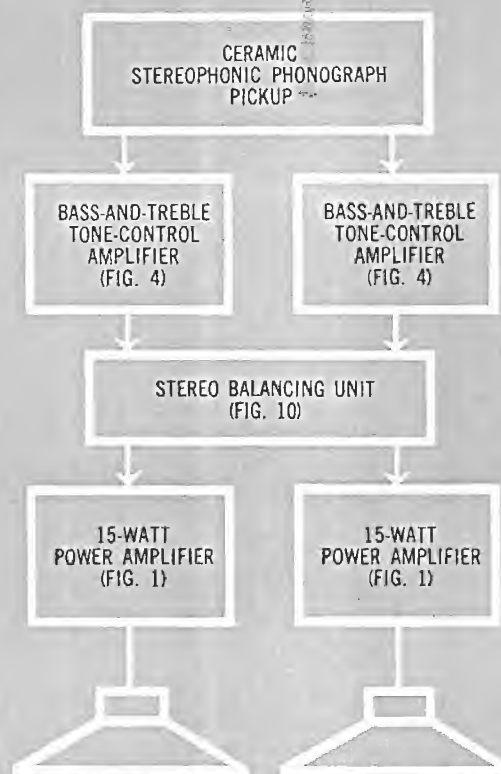 CERAMIC
STEREOPHONIC PHONOGRAPH
PICKUP
BASS-AND-TREBLE
TONE-CONTROL
AMPLIFIER
(FIG. 4)
BASS-AND-TREBLE
TONE-CONTROL
AMPLIFIER
(FIG. 4)
STEREO BALANCING UNIT
(FIG. 10)
15-WATT
POWER AMPLIFIER
(FIG. 1)
15-WATT
POWER AMPLIFIER
(FIG. 1)